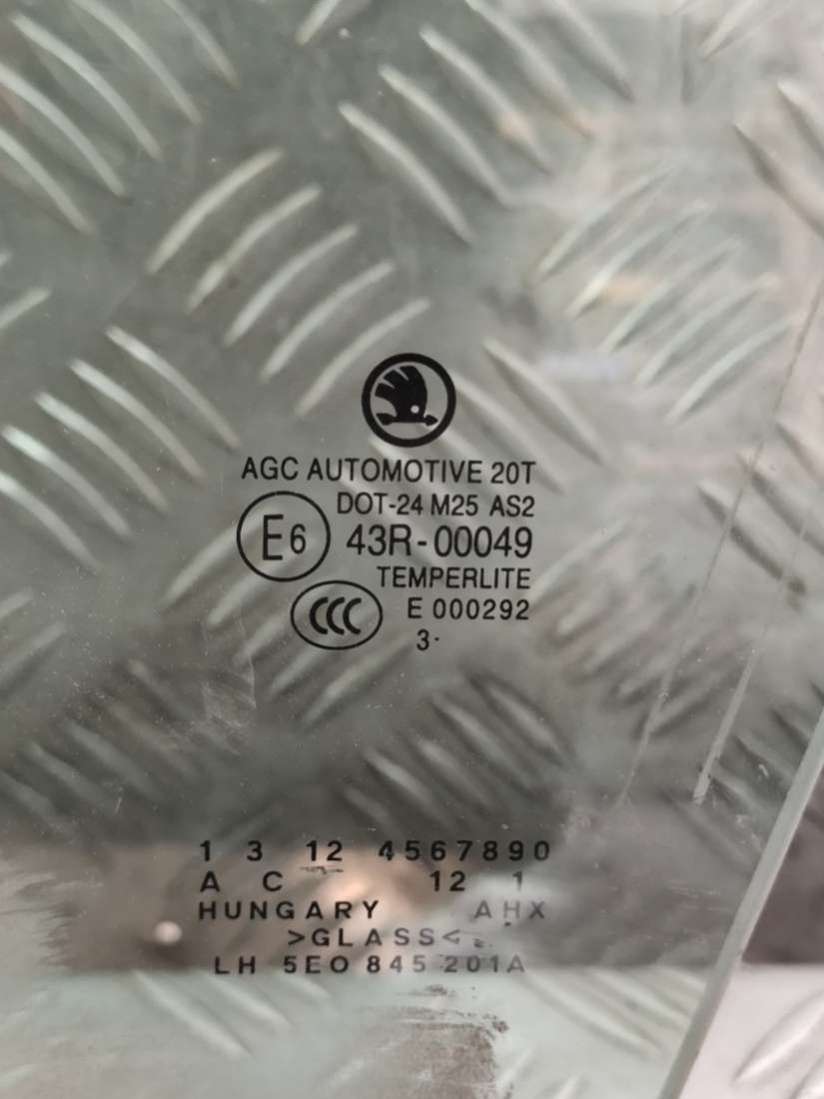 AGC AUTOMOTIVE 20T
DOT-24 M25 AS2
E6 43R-00049
TEMPERLITE
CCC E 000292
3·
1 3 12 4567890
A C 12 1
HUNGARY AHX
>GLASS<
LH 5E0 845 201A